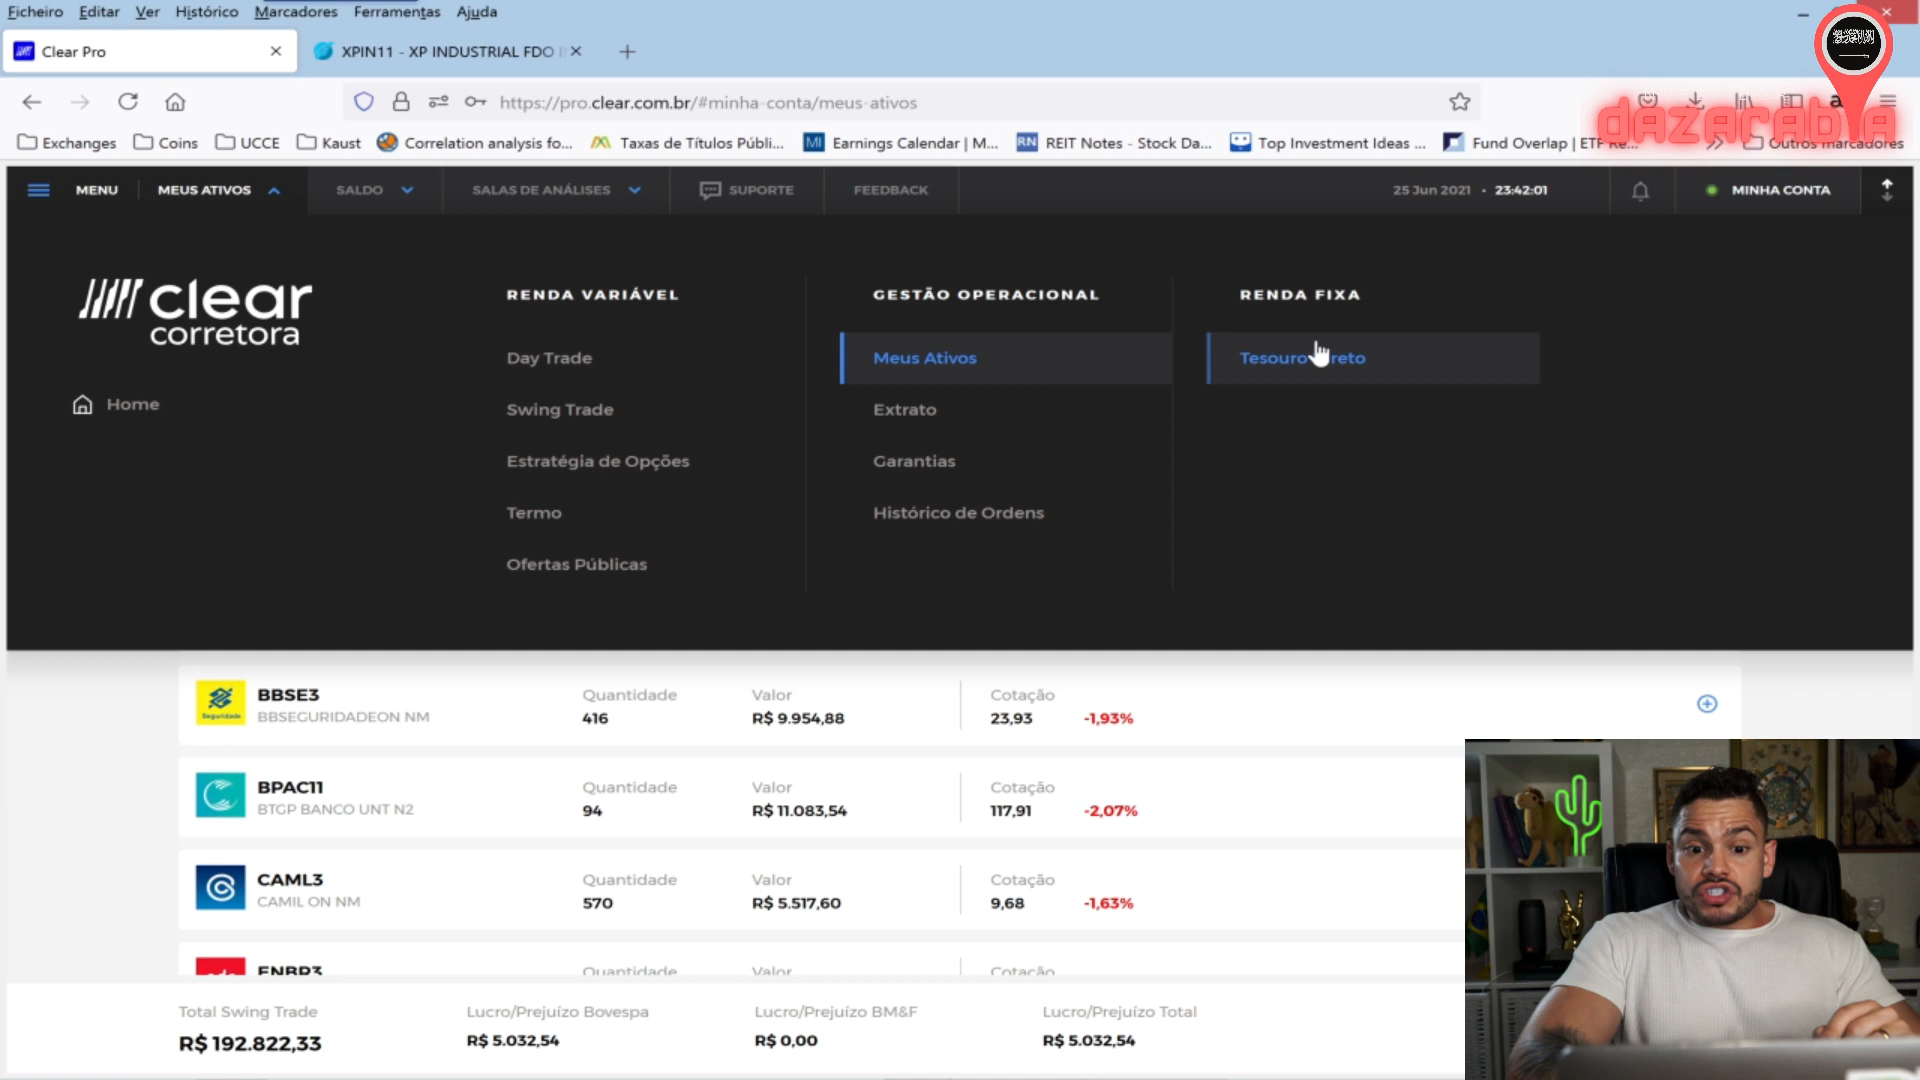 Ficheiro Editar Ver Histórico Marcadores Ferramentas Ajuda
Clear Pro
XPIN11 - XP INDUSTRIAL FDO
https://pro.clear.com.br/#minha-conta/meus-ativos
dazarabia
Exchanges Coins UCCE Kaust Correlation analysis fo... Taxas de Títulos Públi... Earnings Calendar | M... REIT Notes - Stock Da... Top Investment Ideas ... Fund Overlap | ETF Re... Outros marcadores
MENU MEUS ATIVOS SALDO SALAS DE ANÁLISES SUPORTE FEEDBACK 25 Jun 2021 • 23:42:01 MINHA CONTA
clear
corretora
Home
RENDA VARIÁVEL
Day Trade
Swing Trade
Estratégia de Opções
Termo
Ofertas Públicas
GESTÃO OPERACIONAL
Meus Ativos
Extrato
Garantias
Histórico de Ordens
RENDA FIXA
Tesouro reto
BBSE3 Quantidade Valor Cotação
BBSEGURIDADEON NM 416 R$ 9.954,88 23,93 -1,93%
Seguridade
BPAC11 Quantidade Valor Cotação
BTGP BANCO UNT N2 94 R$ 11.083,54 117,91 -2,07%
CAML3 Quantidade Valor Cotação
CAMIL ON NM 570 R$ 5.517,60 9,68 -1,63%
ENBR3 Quantidade Valor Cotação
Total Swing Trade Lucro/Prejuízo Bovespa Lucro/Prejuízo BM&F Lucro/Prejuízo Total
R$ 192.822,33 R$ 5.032,54 R$ 0,00 R$ 5.032,54